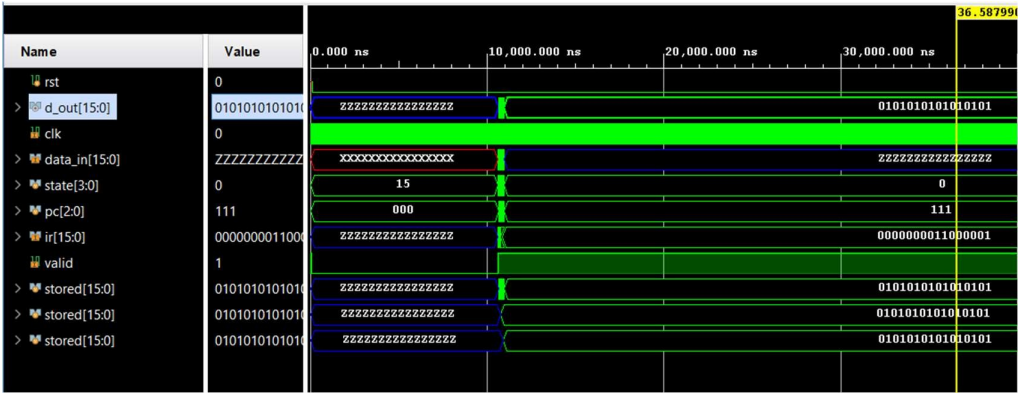 36.587990
Name Value
0.000 ns 10,000.000 ns 20,000.000 ns 30,000.000 ns
rst 0
d_out[15:0] 0101010101010 ZZZZZZZZZZZZZZZZ 0101010101010101
clk 0
data_in[15:0] ZZZZZZZZZZZZ XXXXXXXXXXXXXXXX ZZZZZZZZZZZZZZZZ
state[3:0] 0 15 0
pc[2:0] 111 000 111
ir[15:0] 0000000011000 ZZZZZZZZZZZZZZZZ 0000000011000001
valid 1
stored[15:0] 0101010101010 ZZZZZZZZZZZZZZZZ 0101010101010101
stored[15:0] 0101010101010 ZZZZZZZZZZZZZZZZ 0101010101010101
stored[15:0] 0101010101010 ZZZZZZZZZZZZZZZZ 0101010101010101